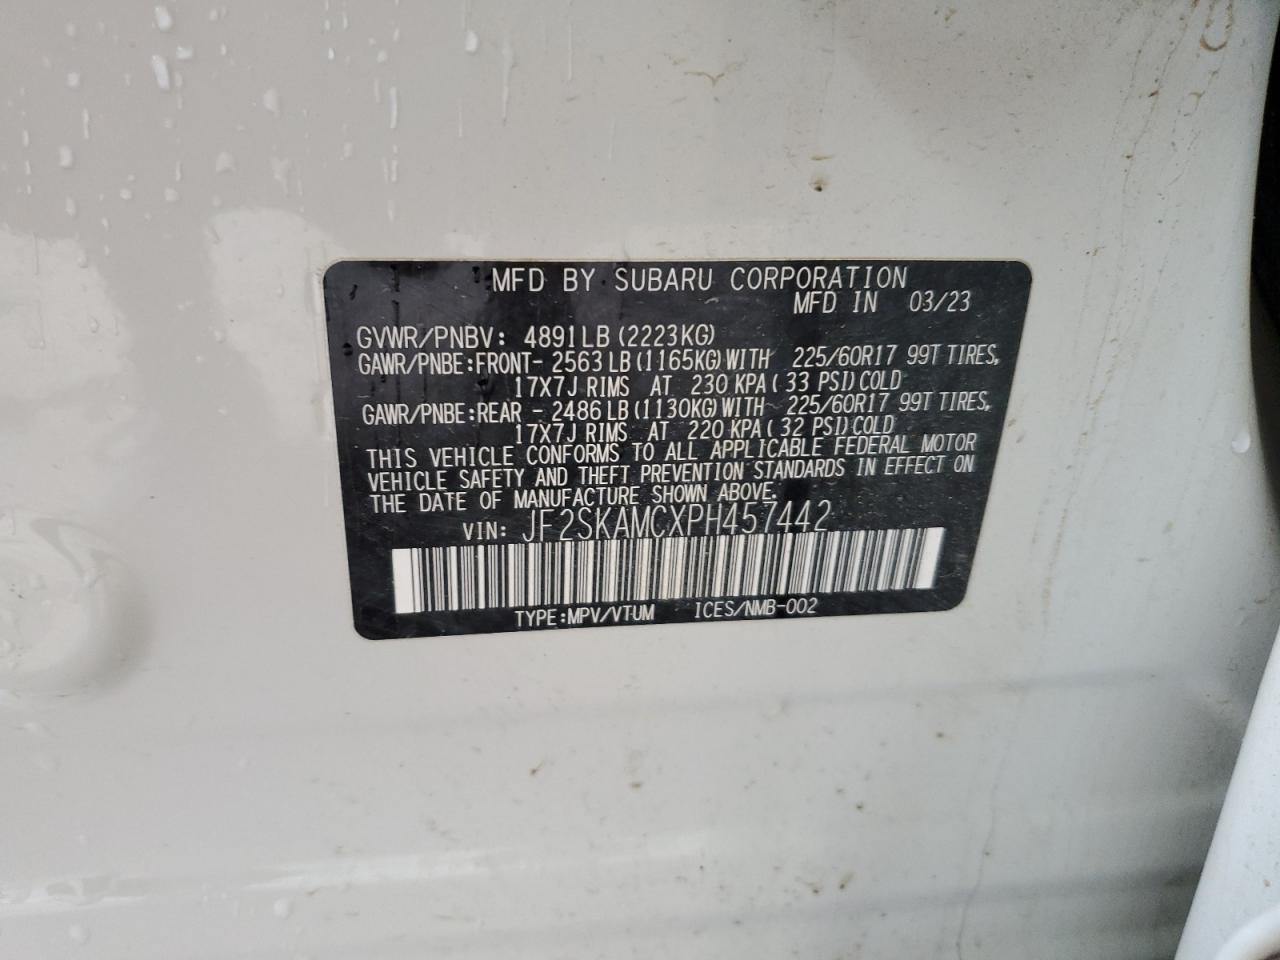 MFD BY SUBARU CORPORATION
MFD IN 03/23
GVWR/PNBV: 4891LB (2223KG)
GAWR/PNBE:FRONT- 2563LB(1165KG)WITH 225/60R17 99T TIRES,
17X7J RIMS AT 230 KPA( 33 PSI)COLD
GAWR/PNBE:REAR - 2486LB(1130KG)WITH 225/60R17 99T TIRES,
17X7J RIMS AT 220 KPA( 32 PSI)COLD
THIS VEHICLE CONFORMS TO ALL APPLICABLE FEDERAL MOTOR
VEHICLE SAFETY AND THEFT PREVENTION STANDARDS IN EFFECT ON
THE DATE OF MANUFACTURE SHOWN ABOVE.
VIN: JF2SKAMCXPH457442
TYPE:MPV/VTUM ICES/NMB-002